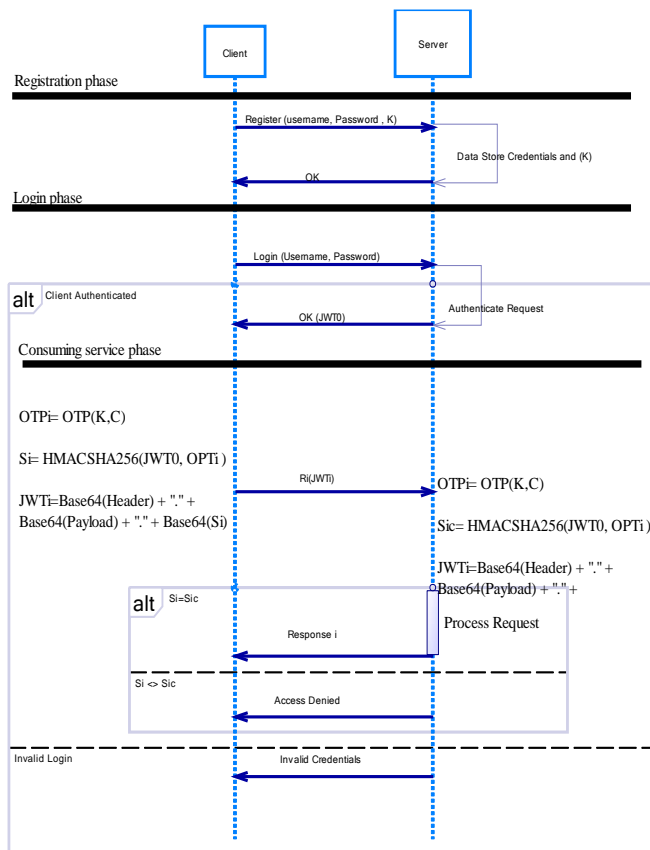 Client
Server
Registration phase
Register (username, Password , K)
Data Store Credentials and (K)
OK
Login phase
Login (Username, Password)
alt
Client Authenticated
Authenticate Request
OK (JWT0)
Consuming service phase
OTPi= OTP(K,C)
Si= HMACSHA256(JWT0, OPTi )
JWTi=Base64(Header) + "." +
Base64(Payload) + "." + Base64(Si)
Ri(JWTi)
OTPi= OTP(K,C)
Sic= HMACSHA256(JWT0, OPTi )
JWTi=Base64(Header) + "." +
Base64(Payload) + "." +
alt
Si=Sic
Process Request
Response i
Si <> Sic
Access Denied
Invalid Login
Invalid Credentials